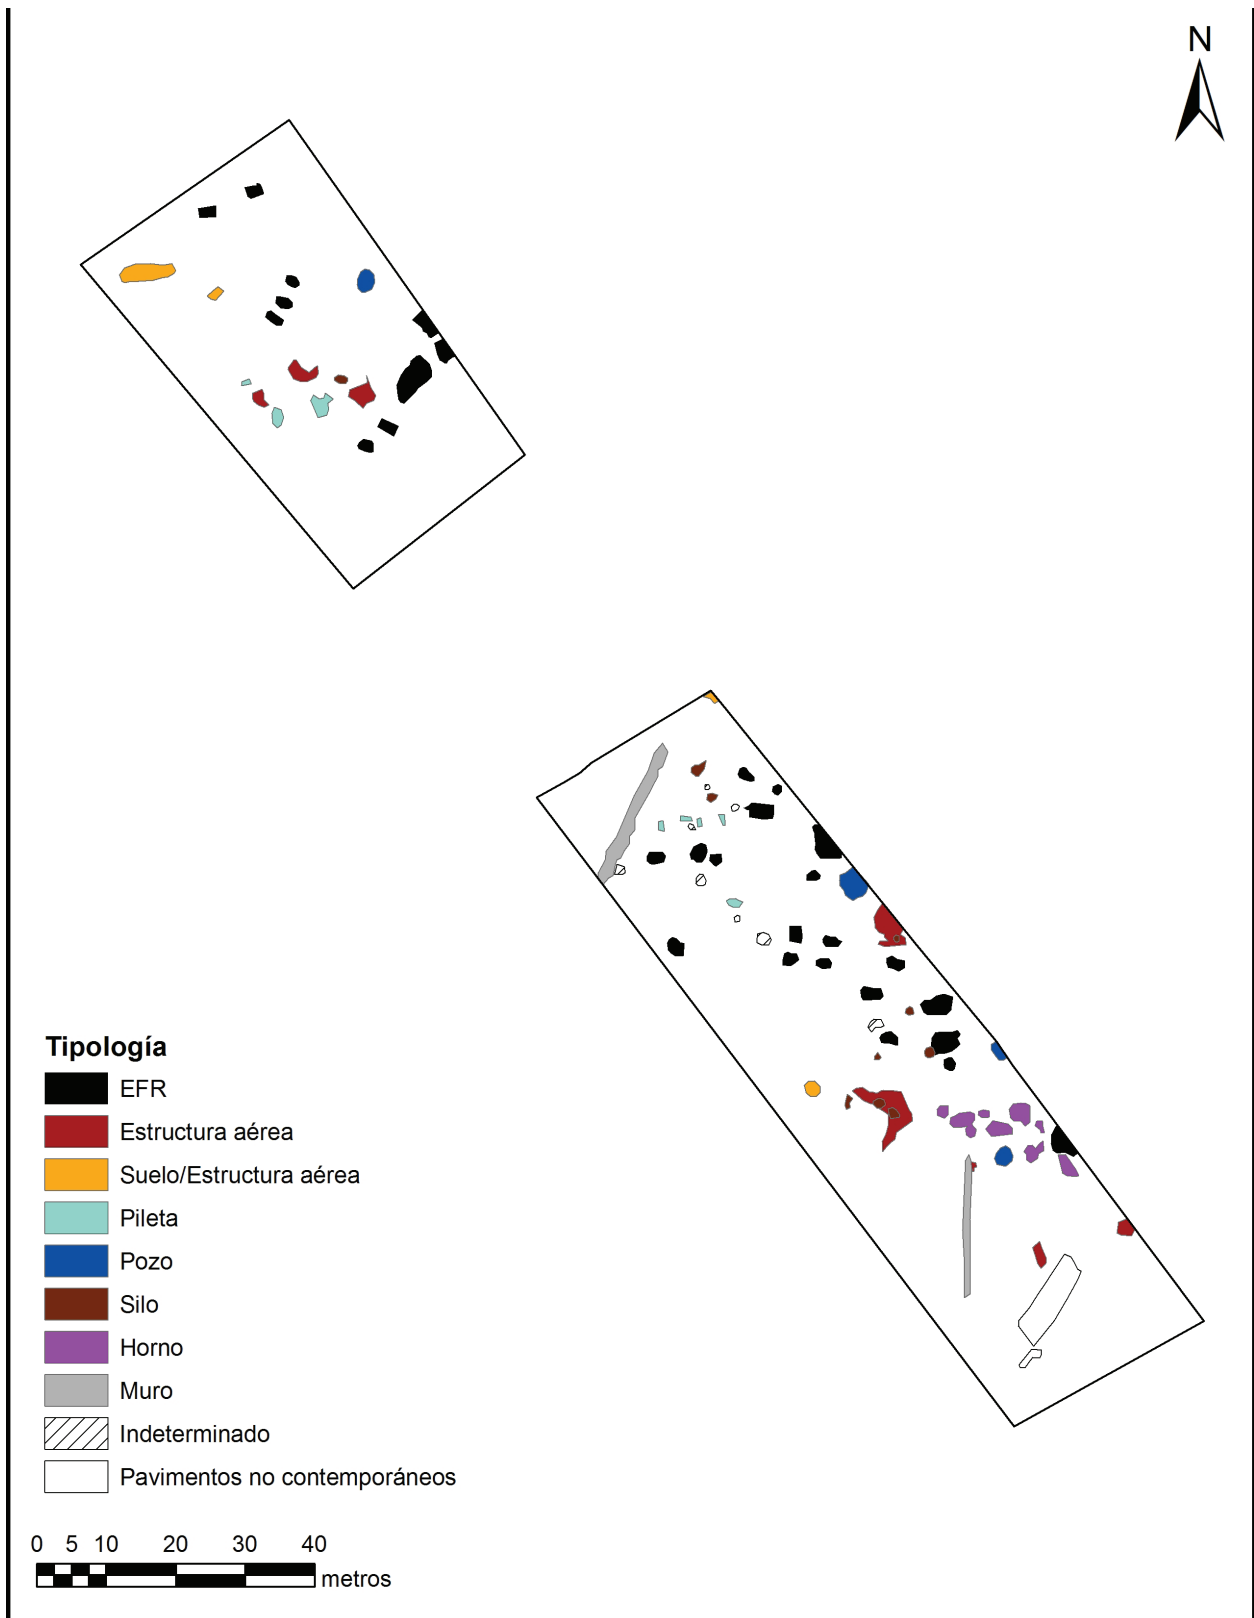 N
Tipología
EFR
Estructura aérea
Suelo/Estructura aérea
Pileta
Pozo
Silo
Horno
Muro
Indeterminado
Pavimentos no contemporáneos
0 5 10 20 30 40
metros